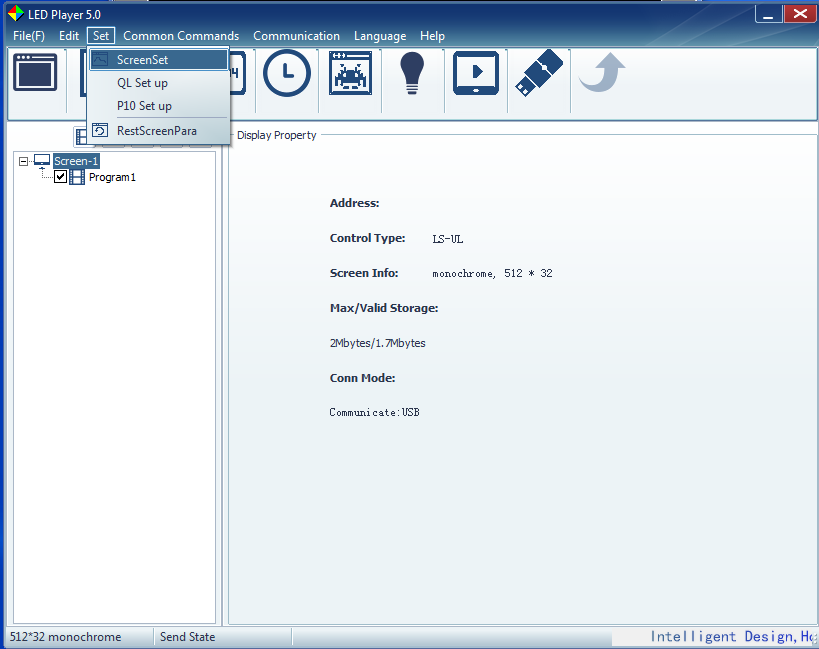 LED Player 5.0
File(F) Edit Set Common Commands Communication Language Help
ScreenSet
QL Set up
P10 Set up
RestScreenPara
Display Property
Screen-1
Program1
Address:
Control Type: LS-UL
Screen Info: monochrome, 512 * 32
Max/Valid Storage:
2Mbytes/1.7Mbytes
Conn Mode:
Communicate:USB
512*32 monochrome
Send State
Intelligent Design,